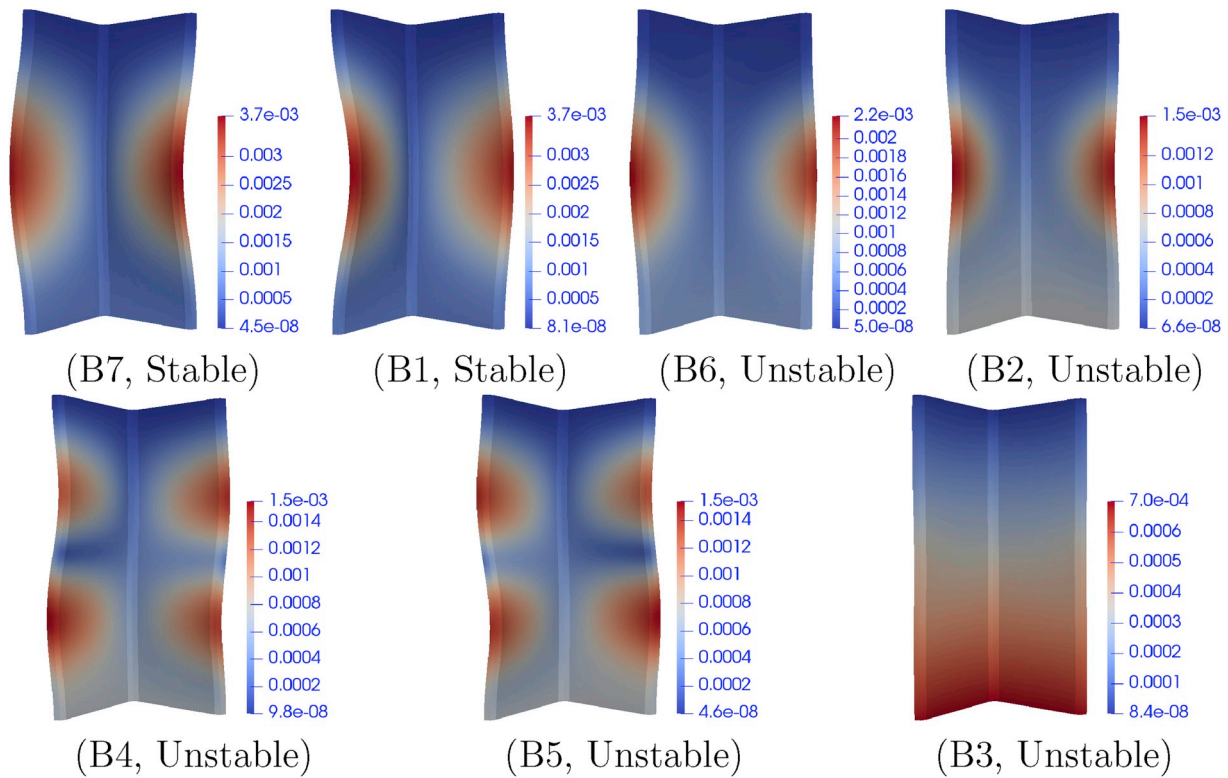 3.7e-03
0.003
0.0025
0.002
0.0015
0.001
0.0005
4.5e-08
(B7, Stable)
3.7e-03
0.003
0.0025
0.002
0.0015
0.001
0.0005
8.1e-08
(B1, Stable)
2.2e-03
0.002
0.0018
0.0016
0.0014
0.0012
0.001
0.0008
0.0006
0.0004
0.0002
5.0e-08
(B6, Unstable)
1.5e-03
0.0012
0.001
0.0008
0.0006
0.0004
0.0002
6.6e-08
(B2, Unstable)
1.5e-03
0.0014
0.0012
0.001
0.0008
0.0006
0.0004
0.0002
9.8e-08
(B4, Unstable)
1.5e-03
0.0014
0.0012
0.001
0.0008
0.0006
0.0004
0.0002
4.6e-08
(B5, Unstable)
7.0e-04
0.0006
0.0005
0.0004
0.0003
0.0002
0.0001
8.4e-08
(B3, Unstable)